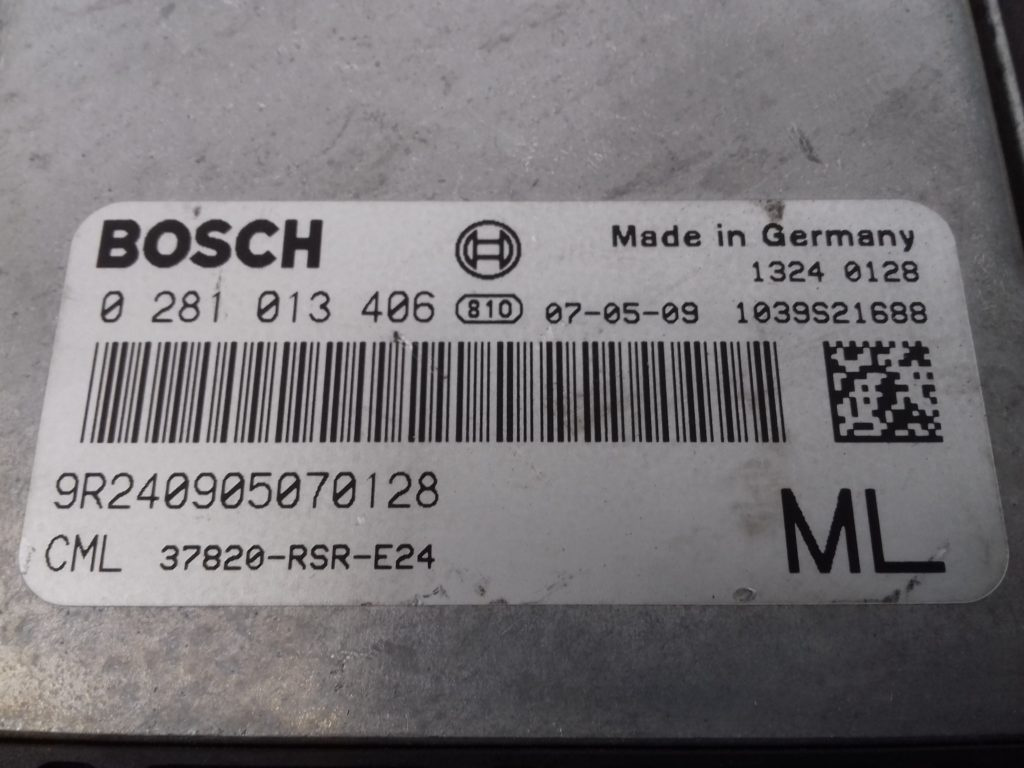 BOSCH
Made in Germany
1324 0128
0 281 013 406 810 07-05-09 1039S21688
9R240905070128
CML 37820-RSR-E24
ML